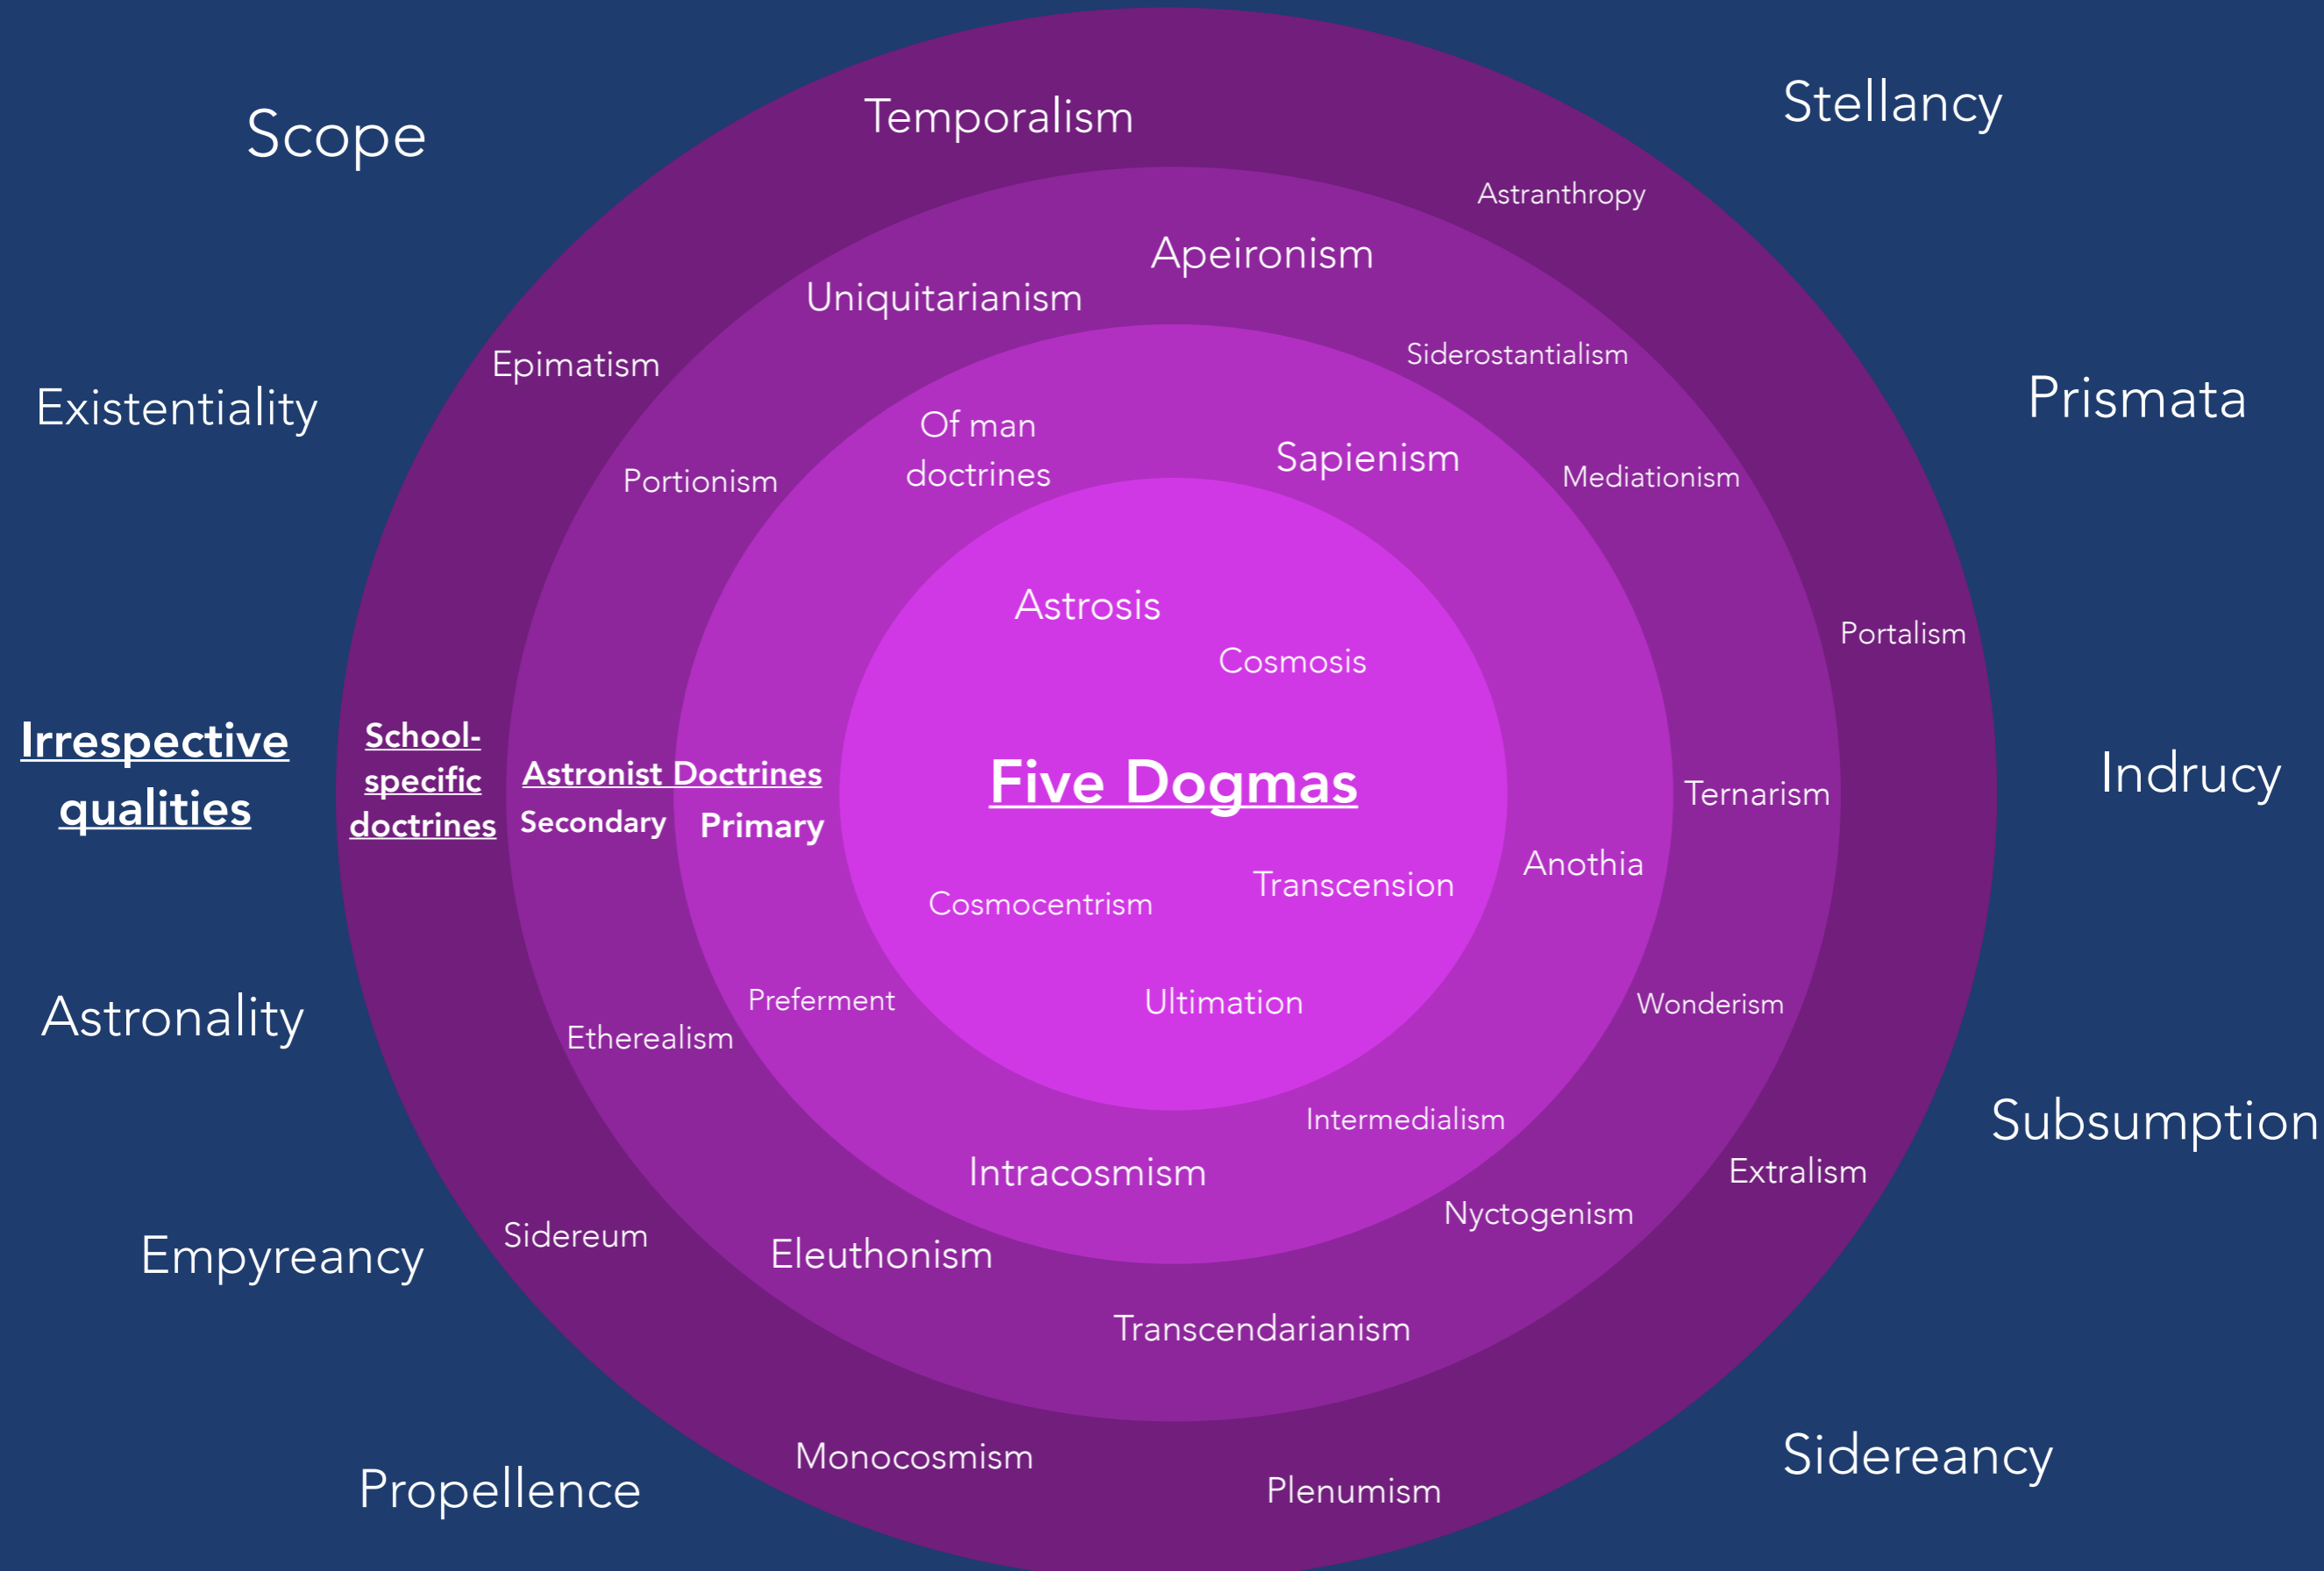 Scope
Stellancy
Temporalism
Astranthropy
Apeironism
Uniquitarianism
Siderostantialism
Epimatism
Existentiality
Prismata
Of man
doctrines
Sapienism
Portionism
Mediationism
Astrosis
Cosmosis
Portalism
Irrespective
qualities
School-
specific
doctrines
Astronist Doctrines
Secondary
Primary
Five Dogmas
Ternarism
Indrucy
Anothia
Transcension
Cosmocentrism
Preferment
Ultimation
Wonderism
Astronality
Etherealism
Intermedialism
Subsumption
Intracosmism
Extralism
Nyctogenism
Sidereum
Empyreancy
Eleuthonism
Transcendarianism
Monocosmism
Sidereancy
Propellence
Plenumism